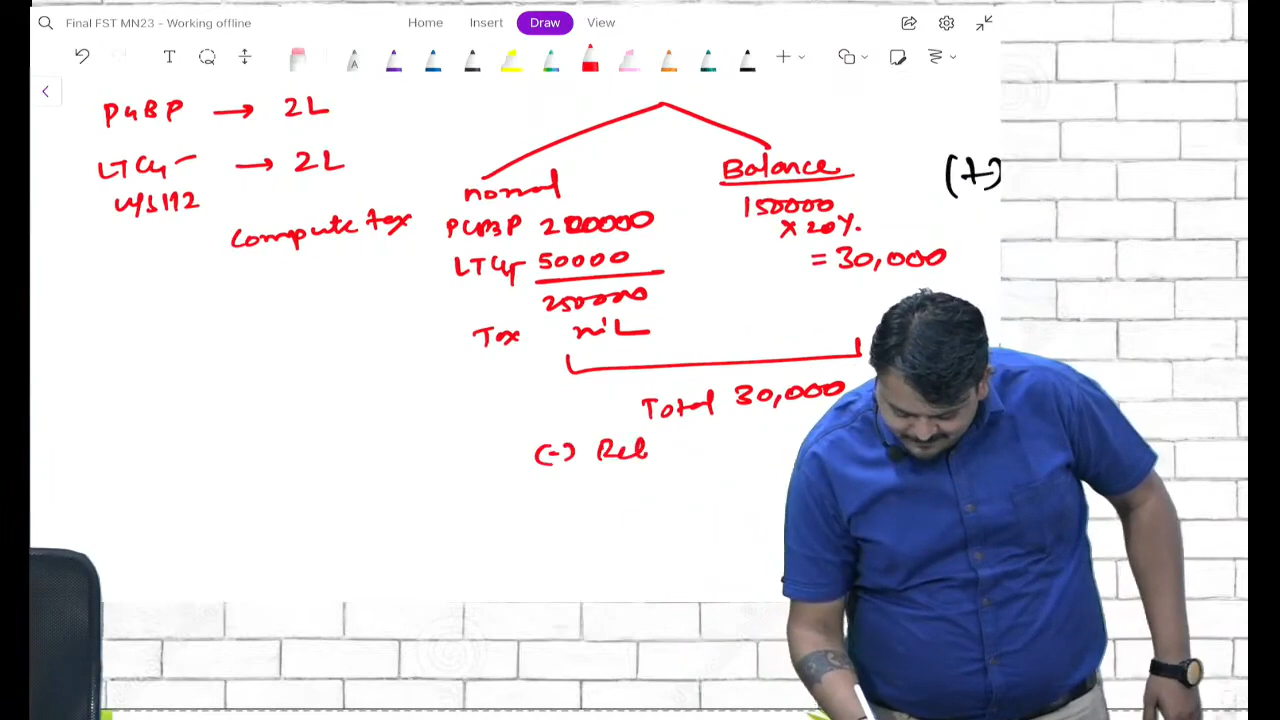 Final FST MN23 - Working offline
Home Insert Draw View
PGBP → 2L
LTCG → 2L
u/s 112
compute tax
normal
PGBP 200000
LTCG 50000
250000
Tax nil
Balance
150000
x 20%.
= 30,000
(+)
Total 30,000
(-) Reb